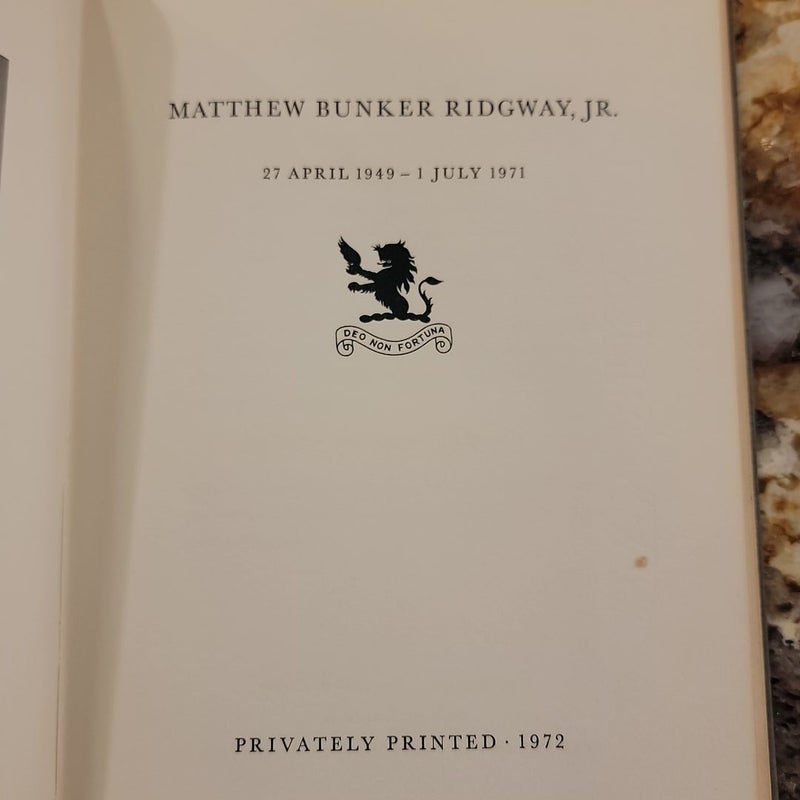 MATTHEW BUNKER RIDGWAY, JR.
27 APRIL 1949 – 1 JULY 1971
DEO NON FORTUNA
PRIVATELY PRINTED · 1972